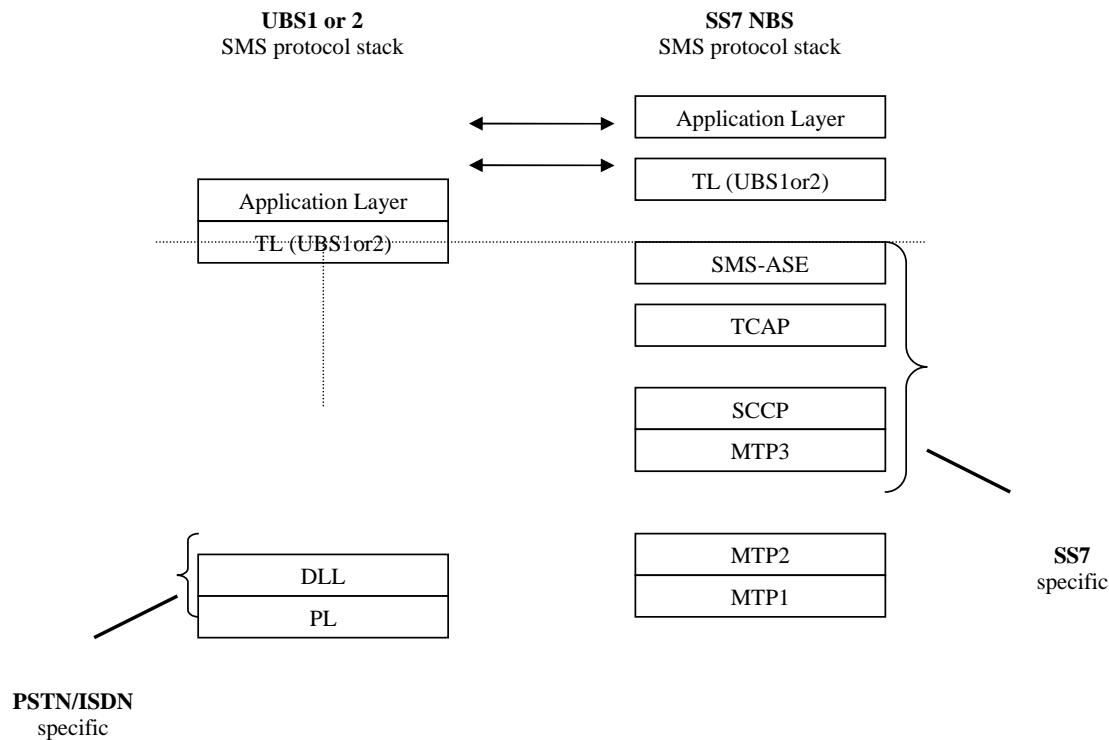 UBS1 or 2
SMS protocol stack
SS7 NBS
SMS protocol stack
Application Layer
TL (UBS1or2)
Application Layer
TL (UBS1or2)
SMS-ASE
TCAP
SCCP
MTP3
DLL
PL
MTP2
MTP1
SS7
specific
PSTN/ISDN
specific